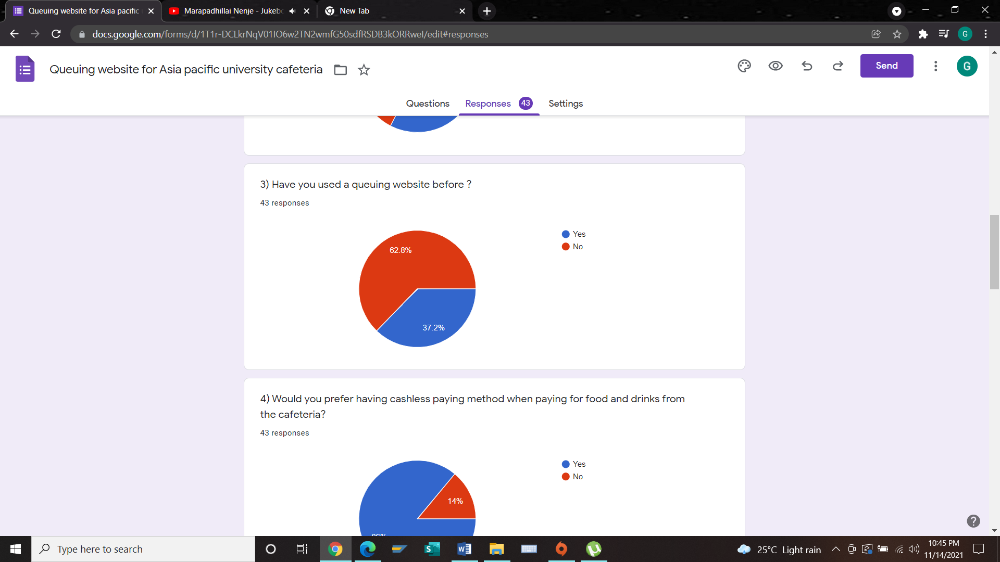 Queuing website for Asia pacific
Marapadhillai Nenje - Jukeb
New Tab
docs.google.com/forms/d/1T1r-DCLkrNqV01IO6w2TN2wmfG50sdfRSDB3kORRweI/edit#responses
G
Queuing website for Asia pacific university cafeteria
Send
G
Questions
Responses 43
Settings
3) Have you used a queuing website before ?
43 responses
Yes
No
62.8%
37.2%
4) Would you prefer having cashless paying method when paying for food and drinks from
the cafeteria?
43 responses
Yes
No
14%
Type here to search
25°C Light rain
10:45 PM
11/14/2021